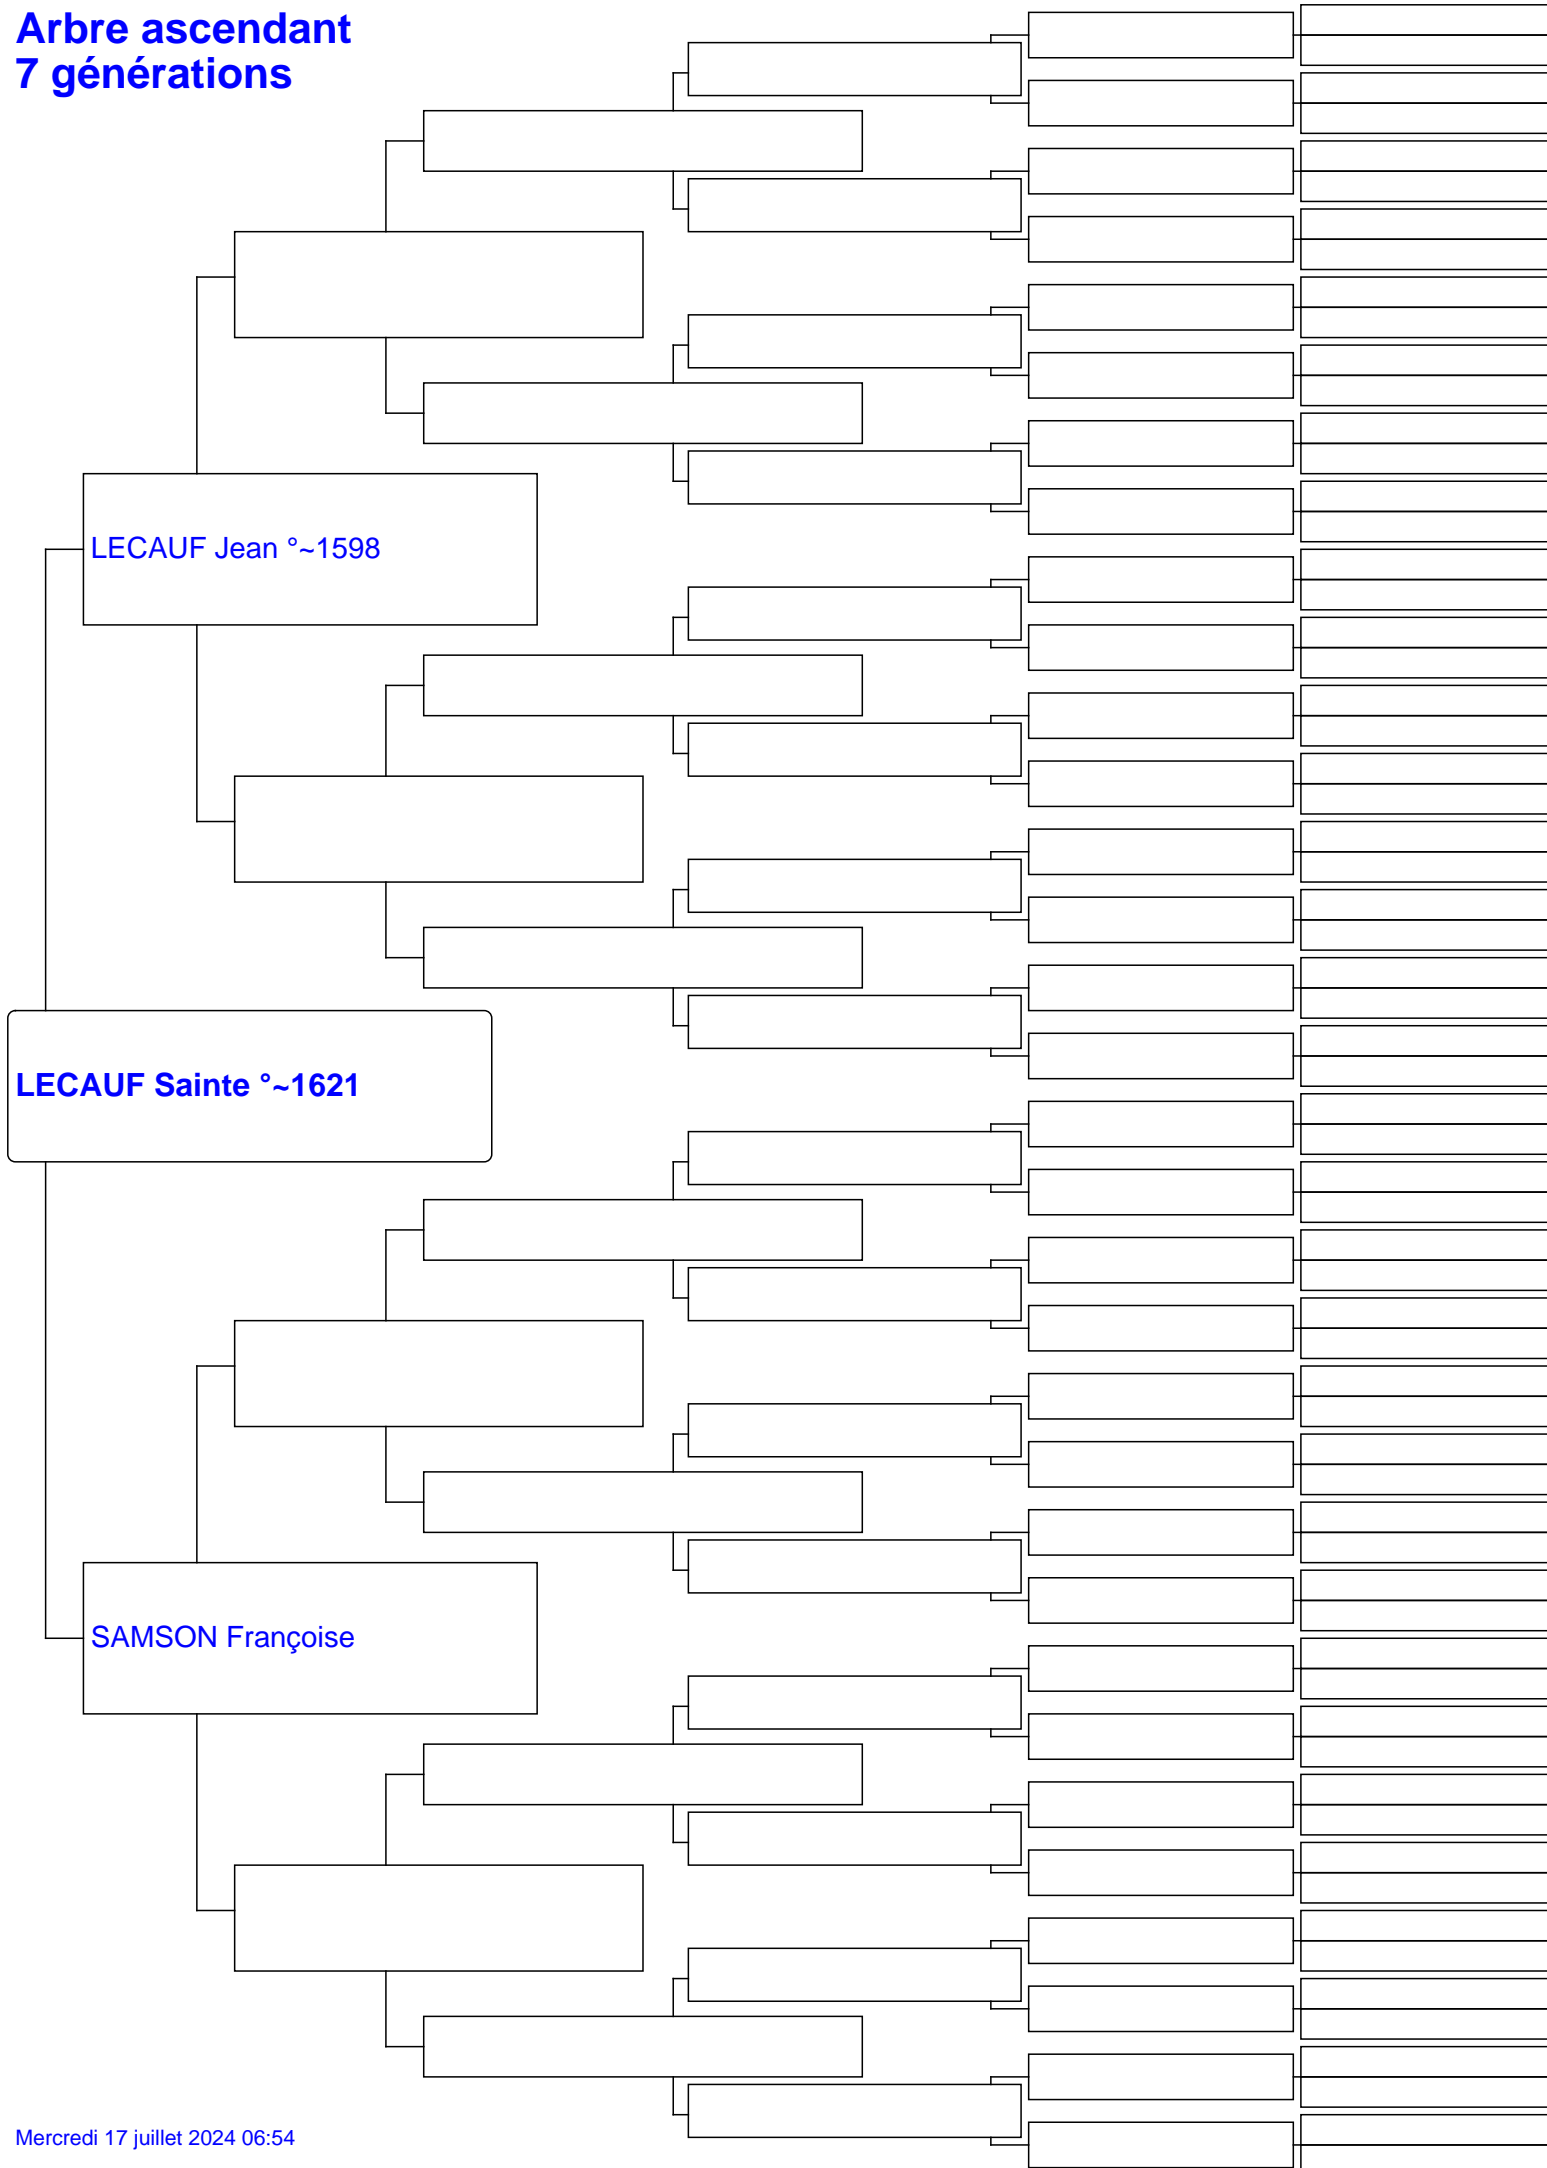 Arbre ascendant
7 générations
LECAUF Jean °~1598
LECAUF Sainte °~1621
SAMSON Françoise
Mercredi 17 juillet 2024 06:54